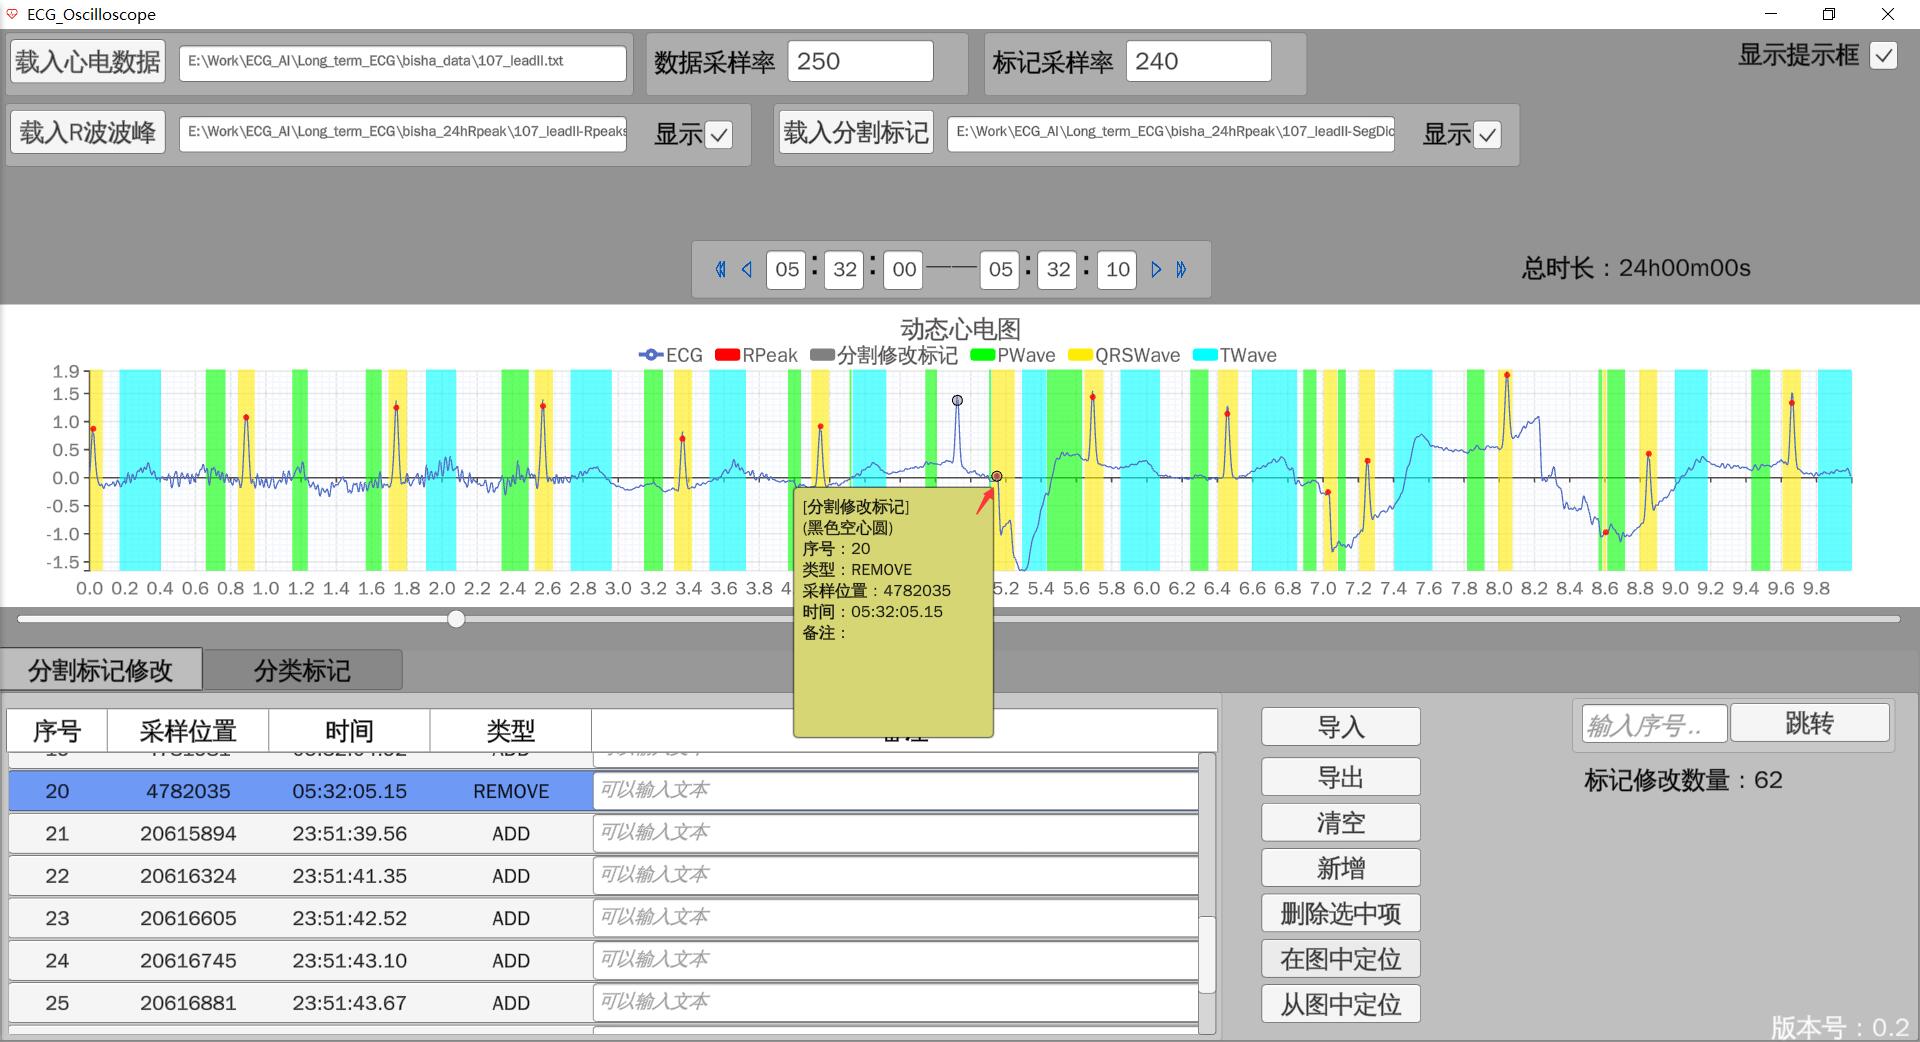 ECG_Oscilloscope
载入心电数据 E:\Work\ECG_AI\Long_term_ECG\bisha_data\107_leadII.txt 数据采样率 250 标记采样率 240 显示提示框
载入R波波峰 E:\Work\ECG_AI\Long_term_ECG\bisha_24hRpeak\107_leadII-Rpeaks 显示 载入分割标记 E:\Work\ECG_AI\Long_term_ECG\bisha_24hRpeak\107_leadII-SegDic 显示
05 : 32 : 00 —— 05 : 32 : 10 总时长：24h00m00s
动态心电图
ECG RPeak 分割修改标记 PWave QRSWave TWave
1.9
1.5
1.0
0.5
0.0
-0.5
-1.0
-1.5
0.0 0.2 0.4 0.6 0.8 1.0 1.2 1.4 1.6 1.8 2.0 2.2 2.4 2.6 2.8 3.0 3.2 3.4 3.6 3.8 4. 5.2 5.4 5.6 5.8 6.0 6.2 6.4 6.6 6.8 7.0 7.2 7.4 7.6 7.8 8.0 8.2 8.4 8.6 8.8 9.0 9.2 9.4 9.6 9.8
[分割修改标记]
(黑色空心圆)
序号：20
类型：REMOVE
采样位置：4782035
时间：05:32:05.15
备注：
分割标记修改 分类标记
序号 采样位置 时间 类型 备注
20 4782035 05:32:05.15 REMOVE 可以输入文本
21 20615894 23:51:39.56 ADD 可以输入文本
22 20616324 23:51:41.35 ADD 可以输入文本
23 20616605 23:51:42.52 ADD 可以输入文本
24 20616745 23:51:43.10 ADD 可以输入文本
25 20616881 23:51:43.67 ADD 可以输入文本
导入
导出
清空
新增
删除选中项
在图中定位
从图中定位
输入序号.. 跳转
标记修改数量：62
版本号：0.2